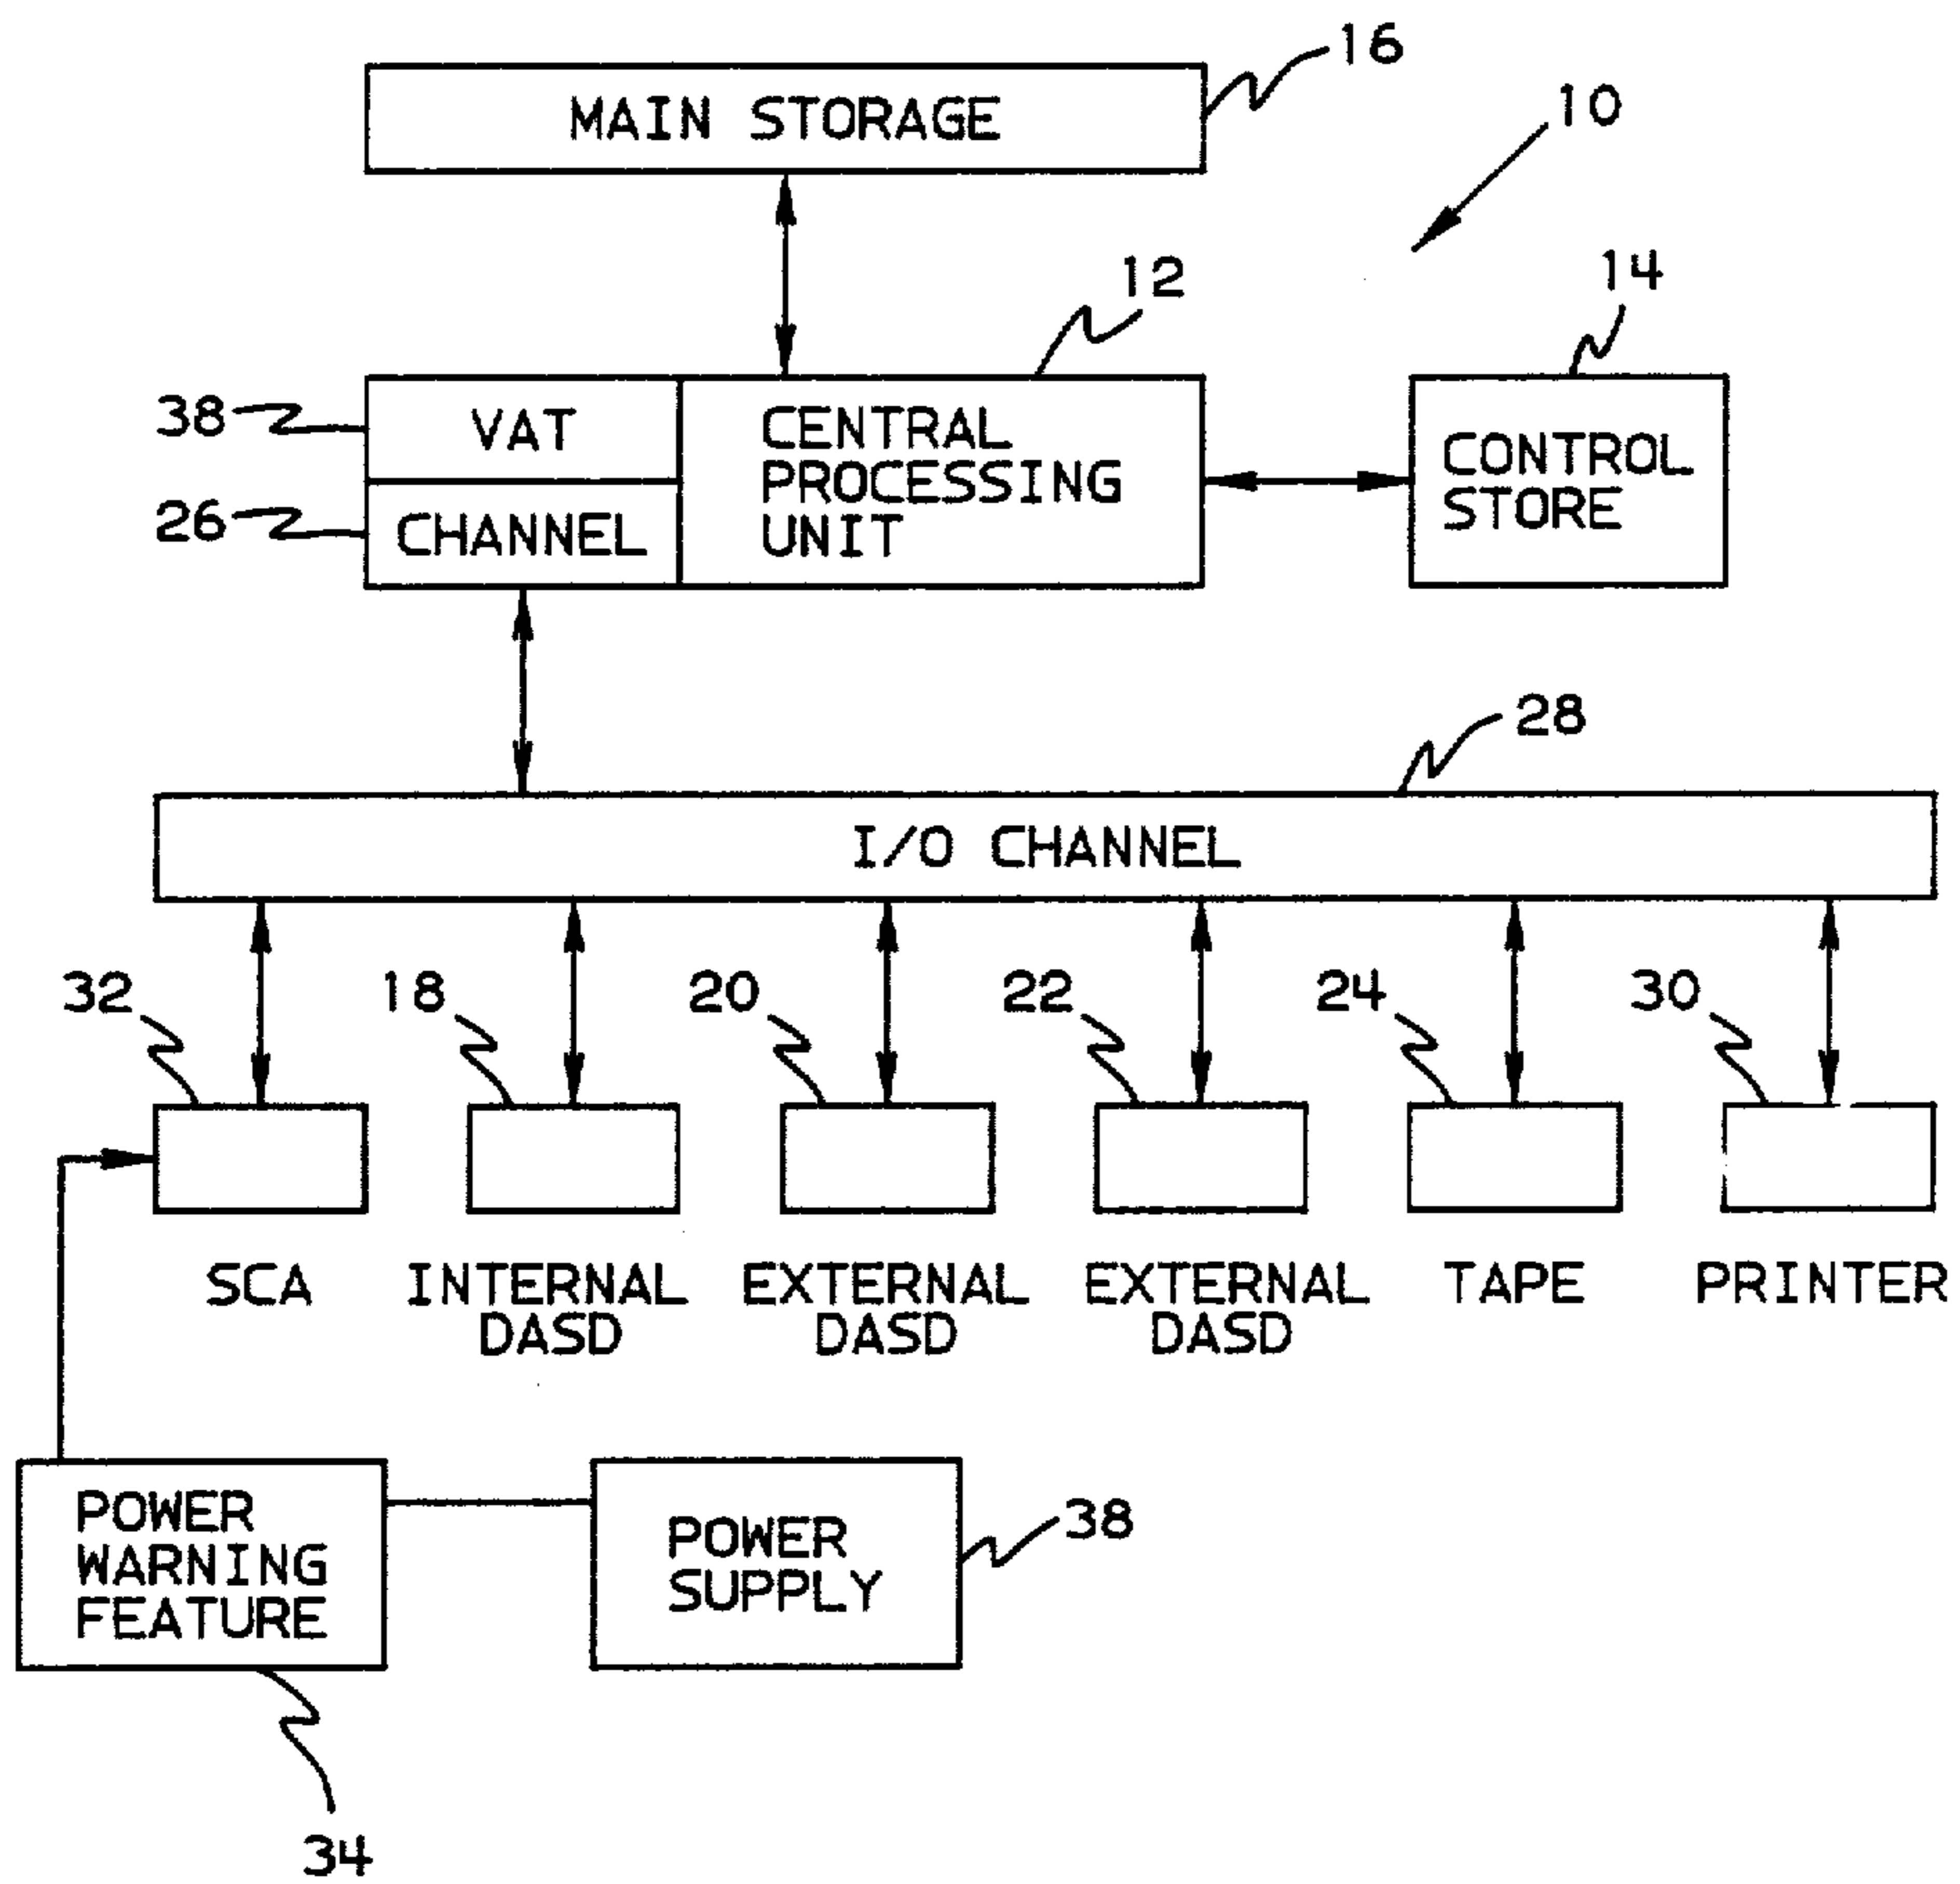 16
MAIN STORAGE
10
12
14
38
VAT
CENTRAL
PROCESSING
UNIT
CONTROL
STORE
26
CHANNEL
28
I/O CHANNEL
32
18
20
22
24
30
SCA
INTERNAL
DASD
EXTERNAL
DASD
EXTERNAL
DASD
TAPE
PRINTER
POWER
WARNING
FEATURE
POWER
SUPPLY
38
34